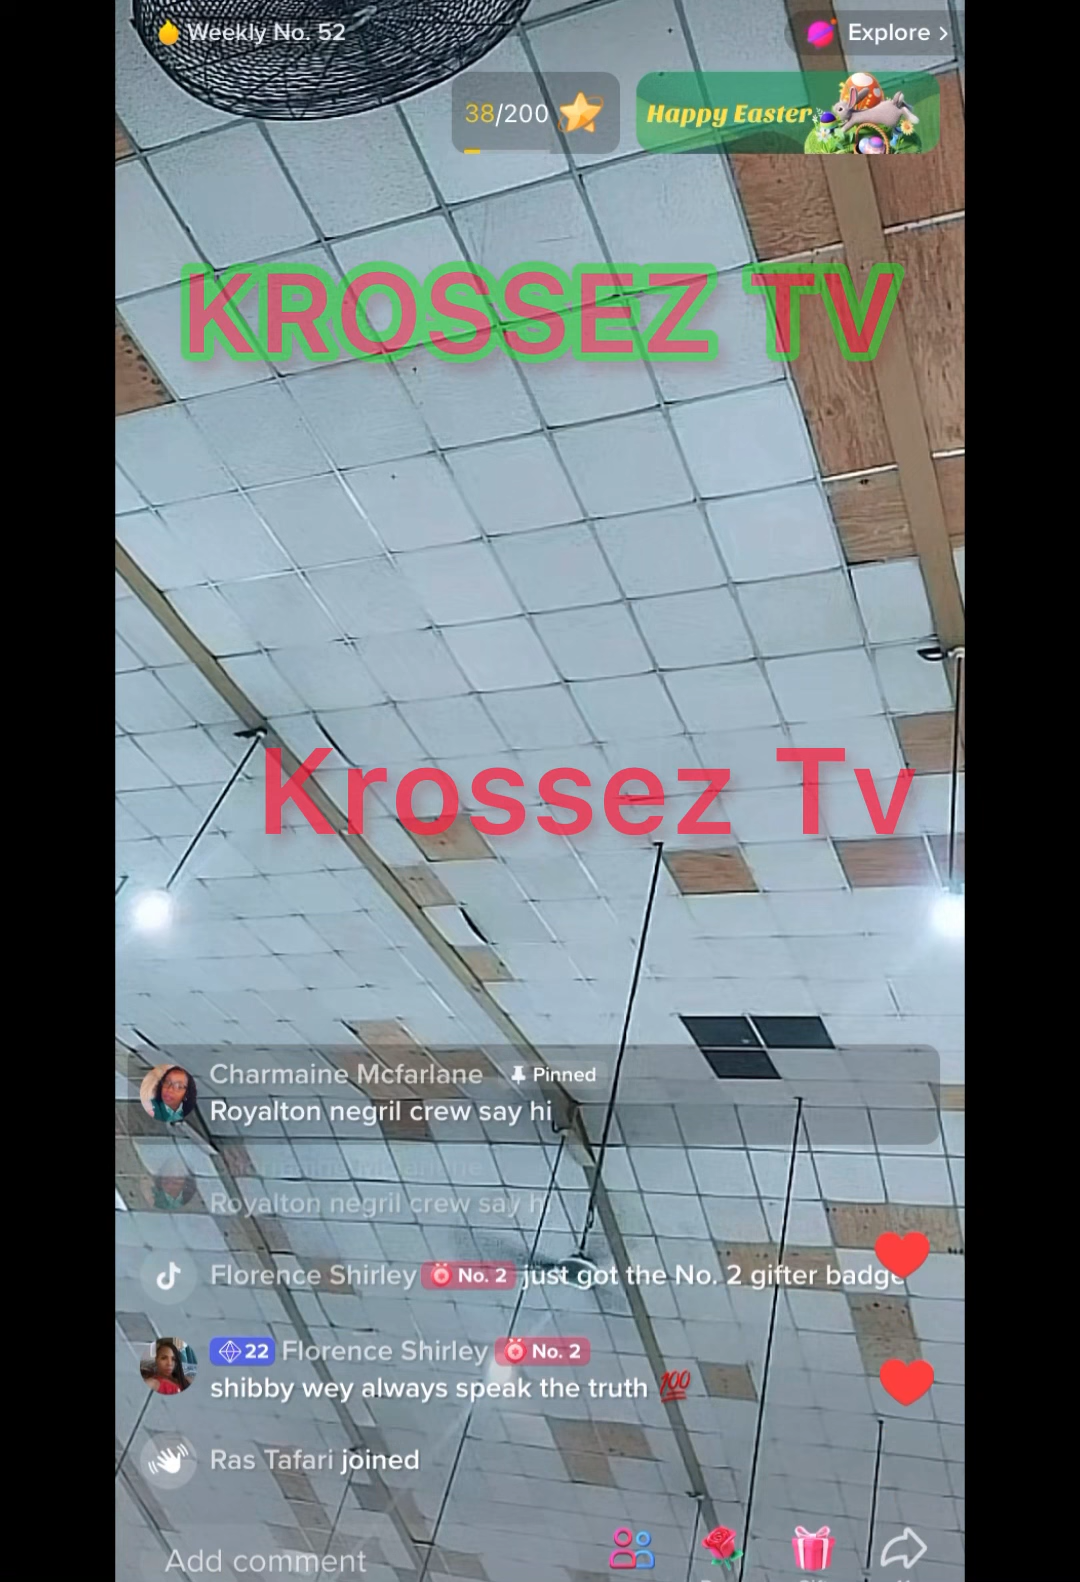 Weekly No. 52
Explore >
38/200
Happy Easter
KROSSEZ TV
Krossez Tv
Charmaine Mcfarlane Pinned
Royalton negril crew say hi
Charmaine Mcfarlane
Royalton negril crew say hi
Florence Shirley No. 2 just got the No. 2 gifter badge
22 Florence Shirley No. 2
shibby wey always speak the truth 💯
Ras Tafari joined
Add comment